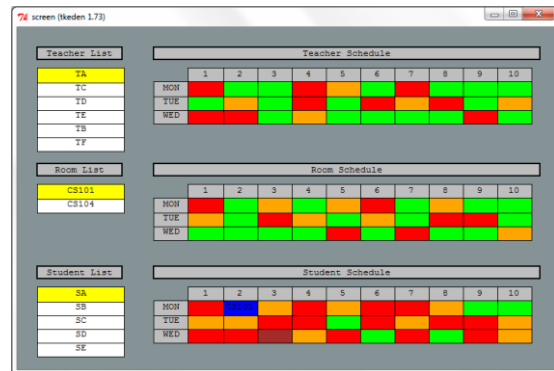 screen (tkeden 1.73)
Teacher List Teacher Schedule
TA
TC
TD
TE
TB
TF
1 2 3 4 5 6 7 8 9 10
MON
TUE
WED
Room List Room Schedule
CS101
CS104
1 2 3 4 5 6 7 8 9 10
MON
TUE
WED
Student List Student Schedule
SA
SB
SC
SD
SE
1 2 3 4 5 6 7 8 9 10
MON CS101
TUE
WED